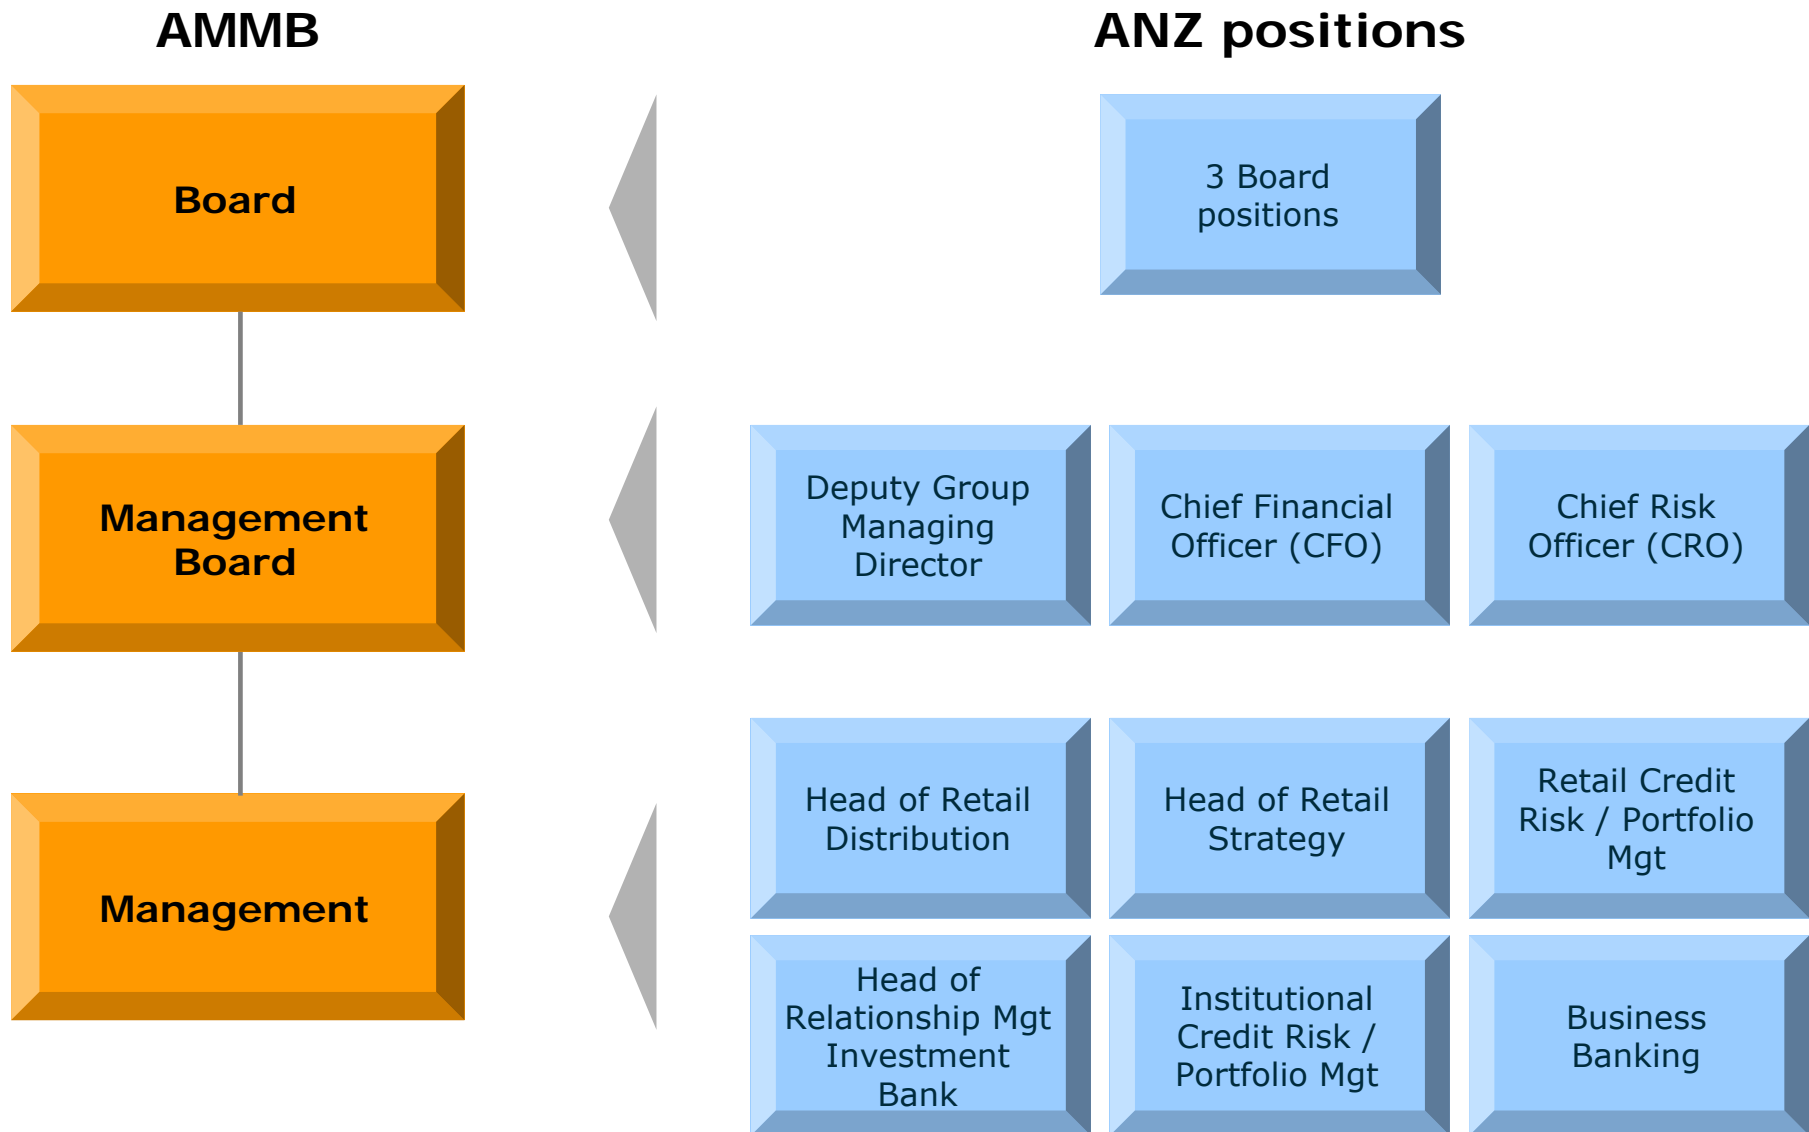 AMMB
ANZ positions
Board
3 Board
positions
Management
Board
Deputy Group
Managing
Director
Chief Financial
Officer (CFO)
Chief Risk
Officer (CRO)
Management
Head of Retail
Distribution
Head of Retail
Strategy
Retail Credit
Risk / Portfolio
Mgt
Head of
Relationship Mgt
Investment
Bank
Institutional
Credit Risk /
Portfolio Mgt
Business
Banking